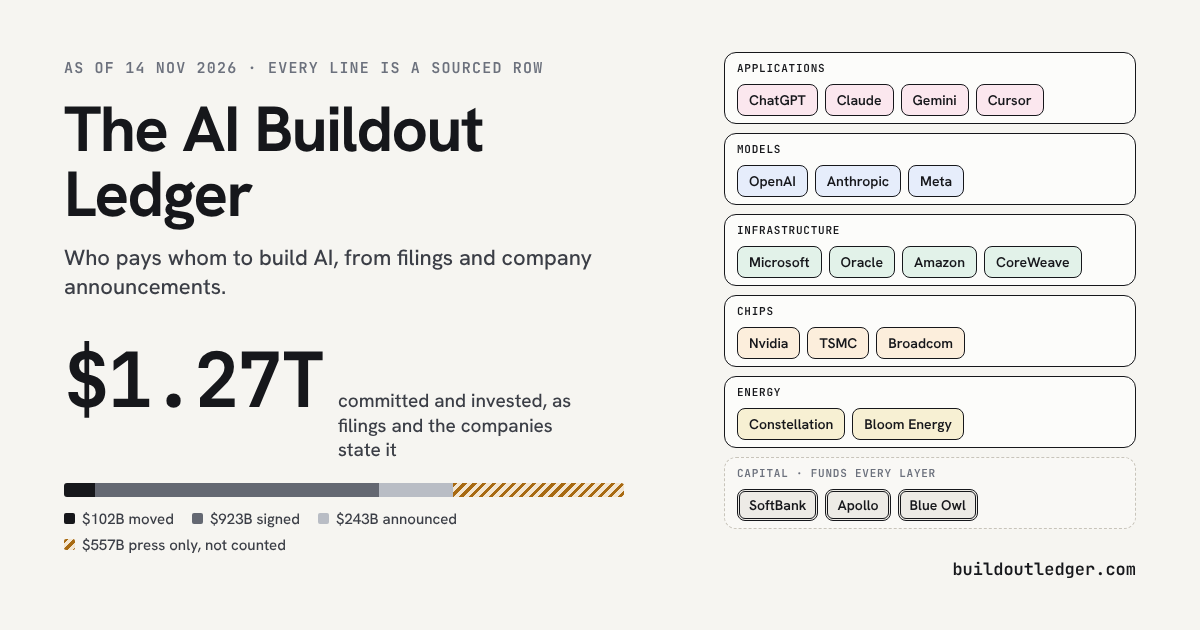 AS OF 14 NOV 2026 · EVERY LINE IS A SOURCED ROW
The AI Buildout
Ledger
Who pays whom to build AI, from filings and company
announcements.
$1.27T
committed and invested, as
filings and the companies
state it
$102B moved
$923B signed
$243B announced
$557B press only, not counted
APPLICATIONS
ChatGPT
Claude
Gemini
Cursor
MODELS
OpenAI
Anthropic
Meta
INFRASTRUCTURE
Microsoft
Oracle
Amazon
CoreWeave
CHIPS
Nvidia
TSMC
Broadcom
ENERGY
Constellation
Bloom Energy
CAPITAL · FUNDS EVERY LAYER
SoftBank
Apollo
Blue Owl
buildoutledger.com